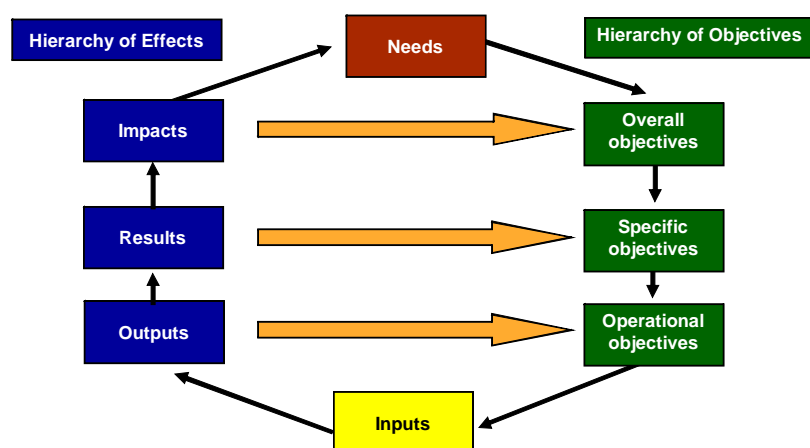 Hierarchy of Effects
Needs
Hierarchy of Objectives
Impacts
Overall
objectives
Results
Specific
objectives
Outputs
Operational
objectives
Inputs